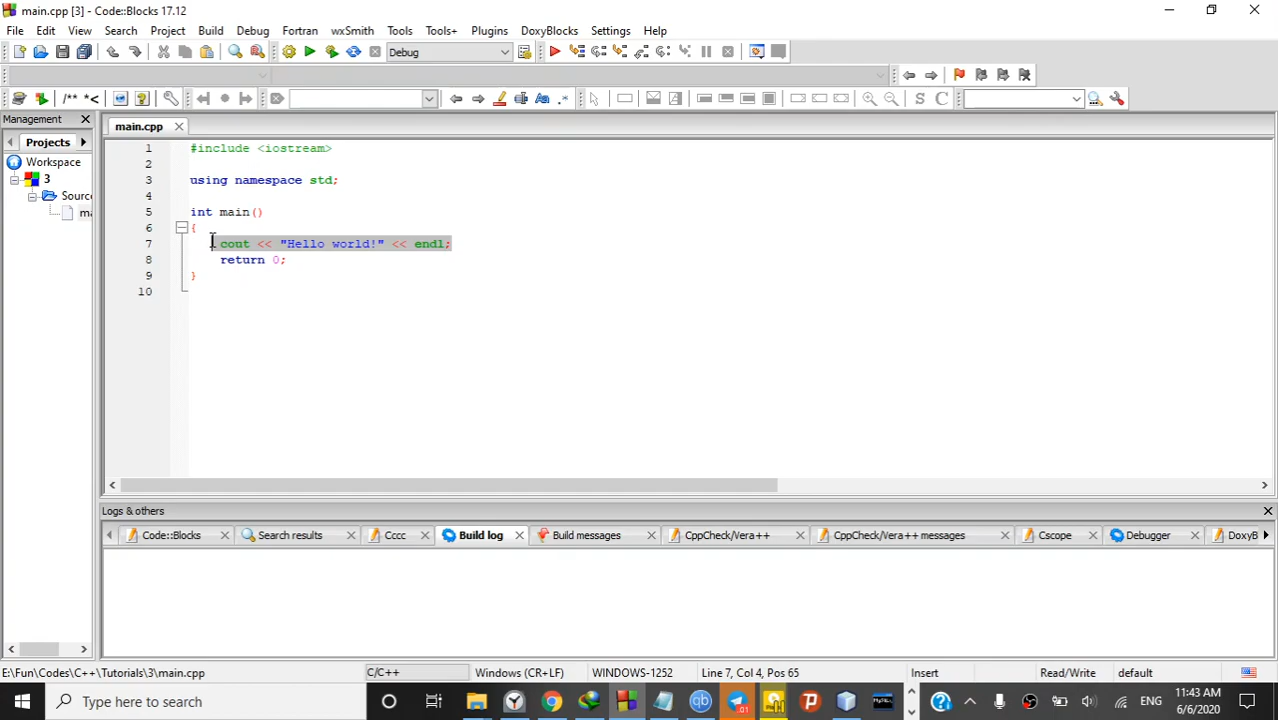 main.cpp [3] - Code::Blocks 17.12
File Edit View Search Project Build Debug Fortran wxSmith Tools Tools+ Plugins DoxyBlocks Settings Help
Debug
/** *<
S C
Management
main.cpp
Projects
Workspace
3
Sourc
ma
1 #include <iostream>
2
3 using namespace std;
4
5 int main()
6 {
7 cout << "Hello world!" << endl;
8 return 0;
9 }
10
Logs & others
Code::Blocks Search results Cccc Build log Build messages CppCheck/Vera++ CppCheck/Vera++ messages Cscope Debugger DoxyB
E:\Fun\Codes\C++\Tutorials\3\main.cpp C/C++ Windows (CR+LF) WINDOWS-1252 Line 7, Col 4, Pos 65 Insert Read/Write default
Type here to search
ENG
11:43 AM
6/6/2020